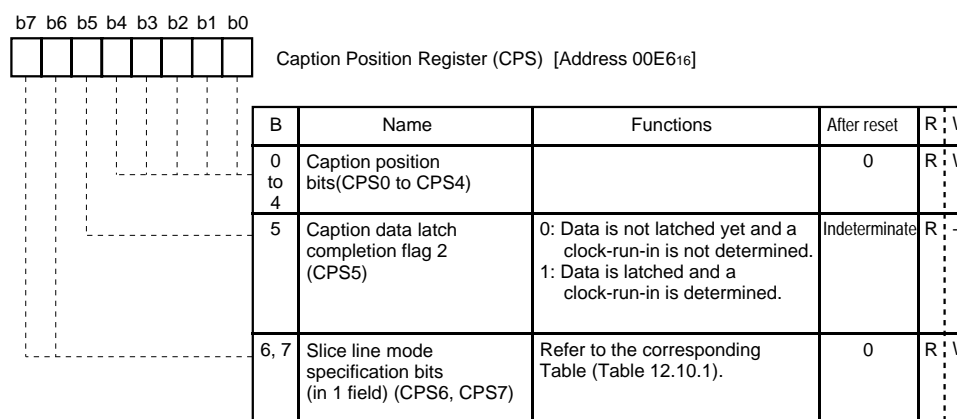 b7 b6 b5 b4 b3 b2 b1 b0
Caption Position Register (CPS) [Address 00E616]
B Name Functions After reset R
0 to 4 Caption position bits(CPS0 to CPS4) 0 R
5 Caption data latch completion flag 2 (CPS5) 0: Data is not latched yet and a clock-run-in is not determined. 1: Data is latched and a clock-run-in is determined. Indeterminate R
6, 7 Slice line mode specification bits (in 1 field) (CPS6, CPS7) Refer to the corresponding Table (Table 12.10.1). 0 R